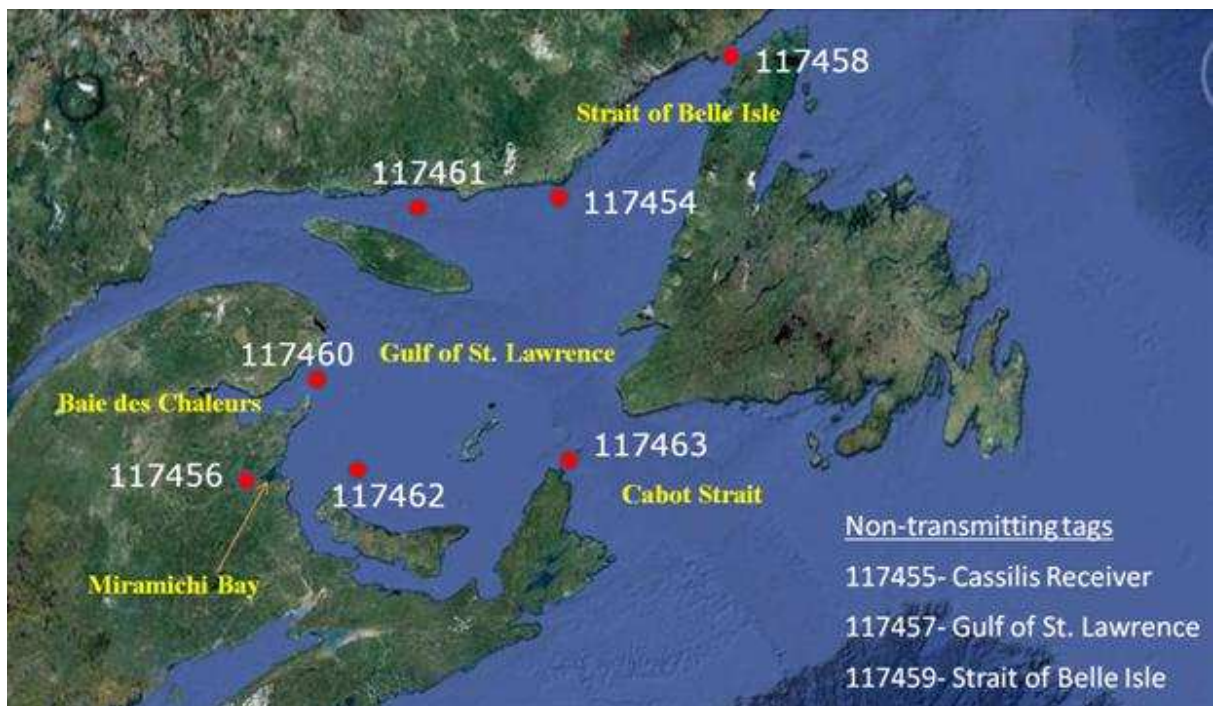 117458
Strait of Belle Isle
117461
117454
117460
Gulf of St. Lawrence
Baie des Chaleurs
117463
117456
117462
Cabot Strait
Miramichi Bay
Non-transmitting tags
117455- Cassilis Receiver
117457- Gulf of St. Lawrence
117459- Strait of Belle Isle